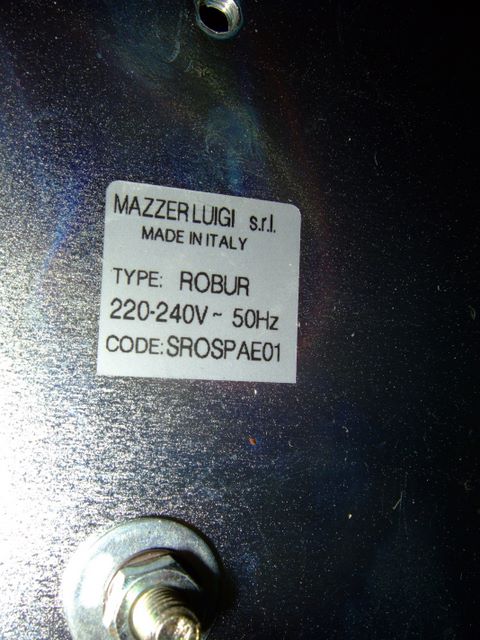 MAZZER LUIGI s.r.l.
MADE IN ITALY
TYPE: ROBUR
220-240V ~ 50Hz
CODE: SROSPAE01